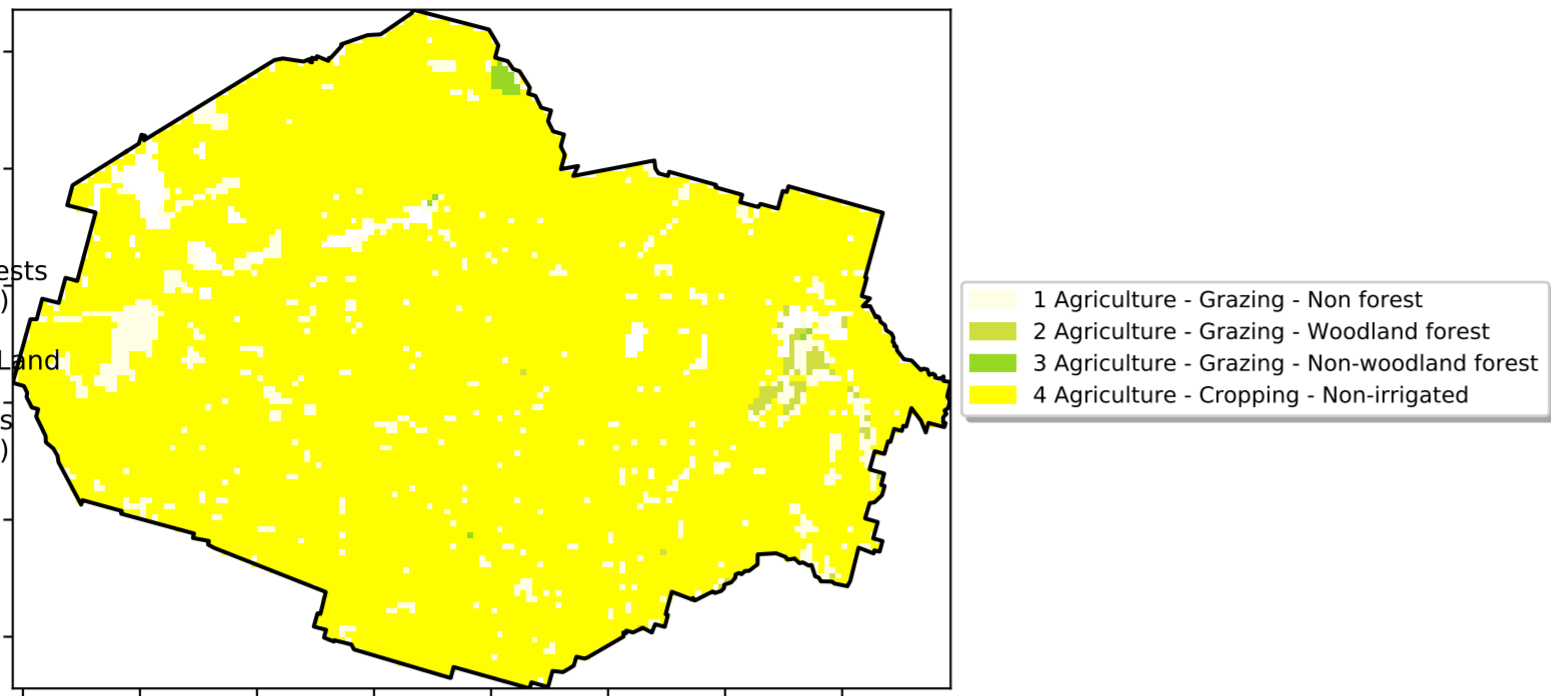 ests
)
Land
s
)
1 Agriculture - Grazing - Non forest
2 Agriculture - Grazing - Woodland forest
3 Agriculture - Grazing - Non-woodland forest
4 Agriculture - Cropping - Non-irrigated